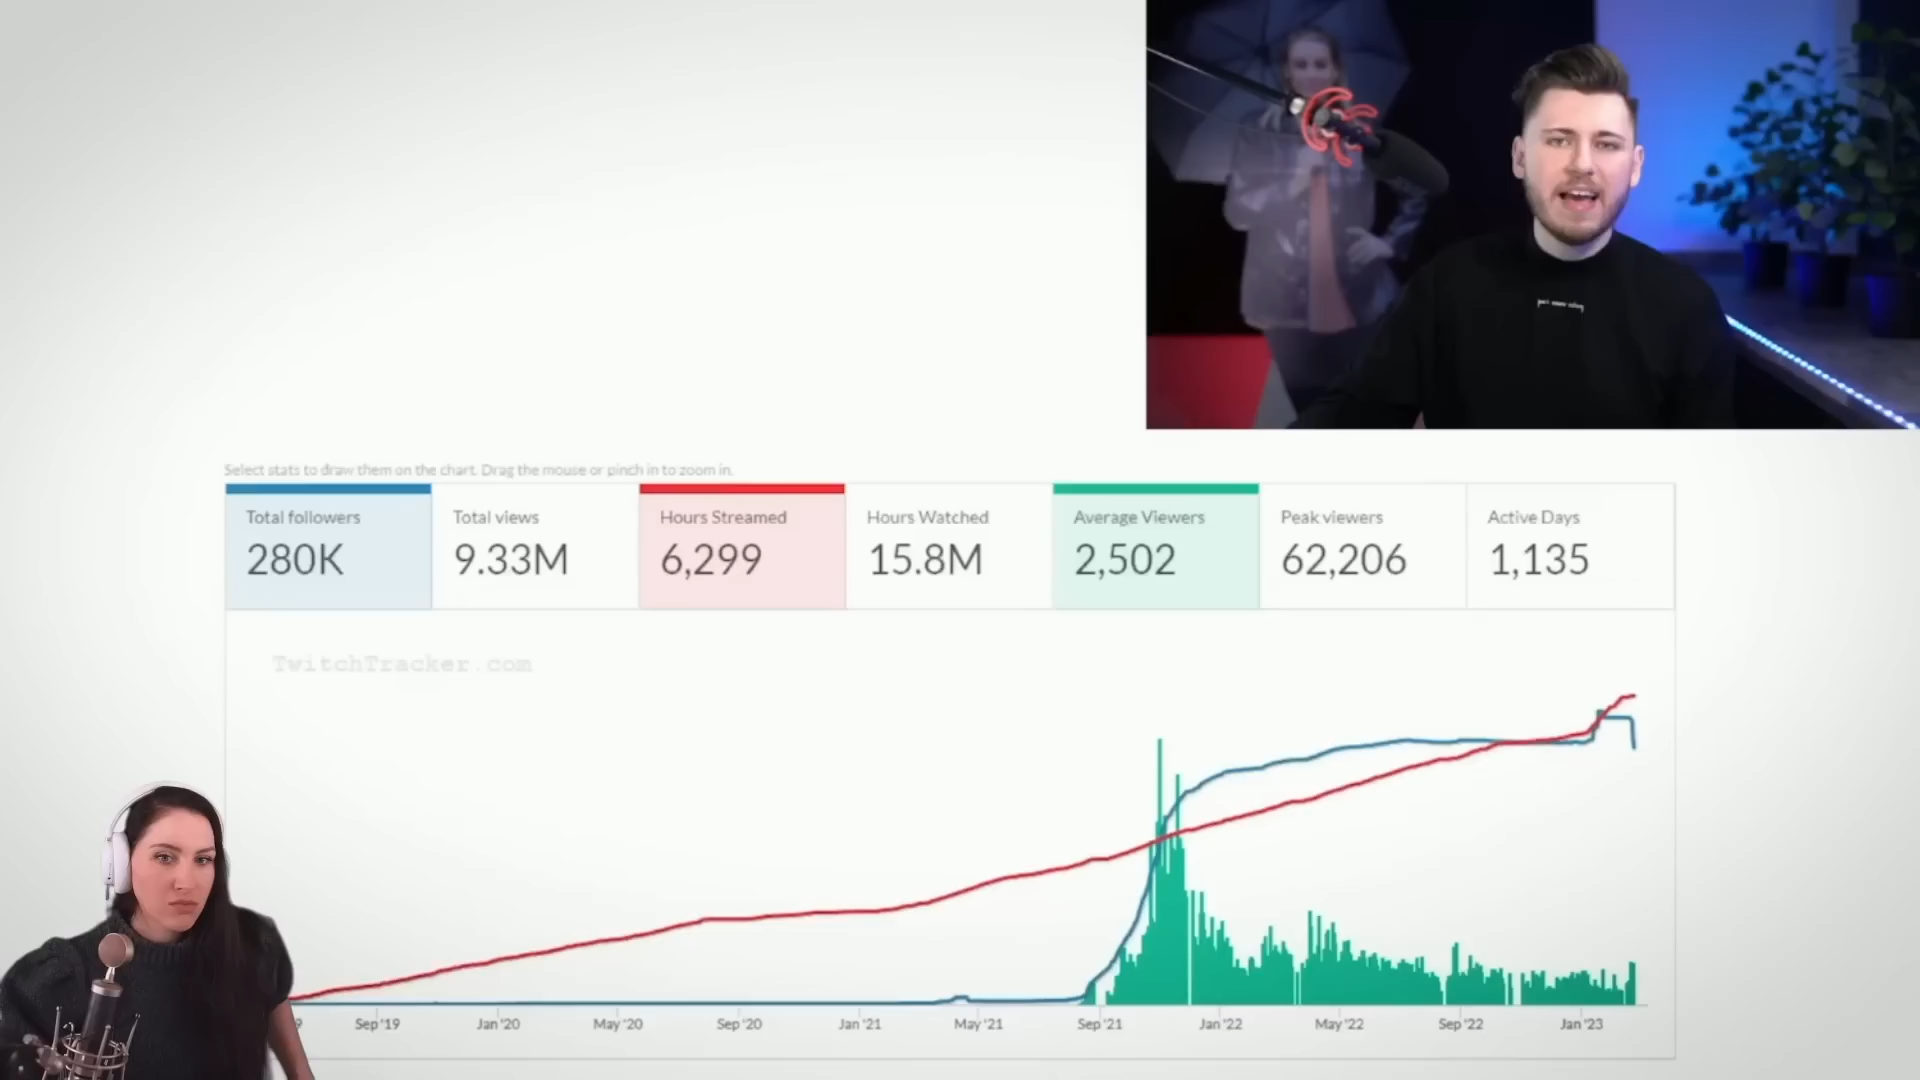 Select stats to draw them on the chart. Drag the mouse or pinch in to zoom in.
Total followers
280K
Total views
9.33M
Hours Streamed
6,299
Hours Watched
15.8M
Average Viewers
2,502
Peak viewers
62,206
Active Days
1,135
TwitchTracker.com
9 Sep'19 Jan'20 May'20 Sep'20 Jan'21 May'21 Sep'21 Jan'22 May'22 Sep'22 Jan'23